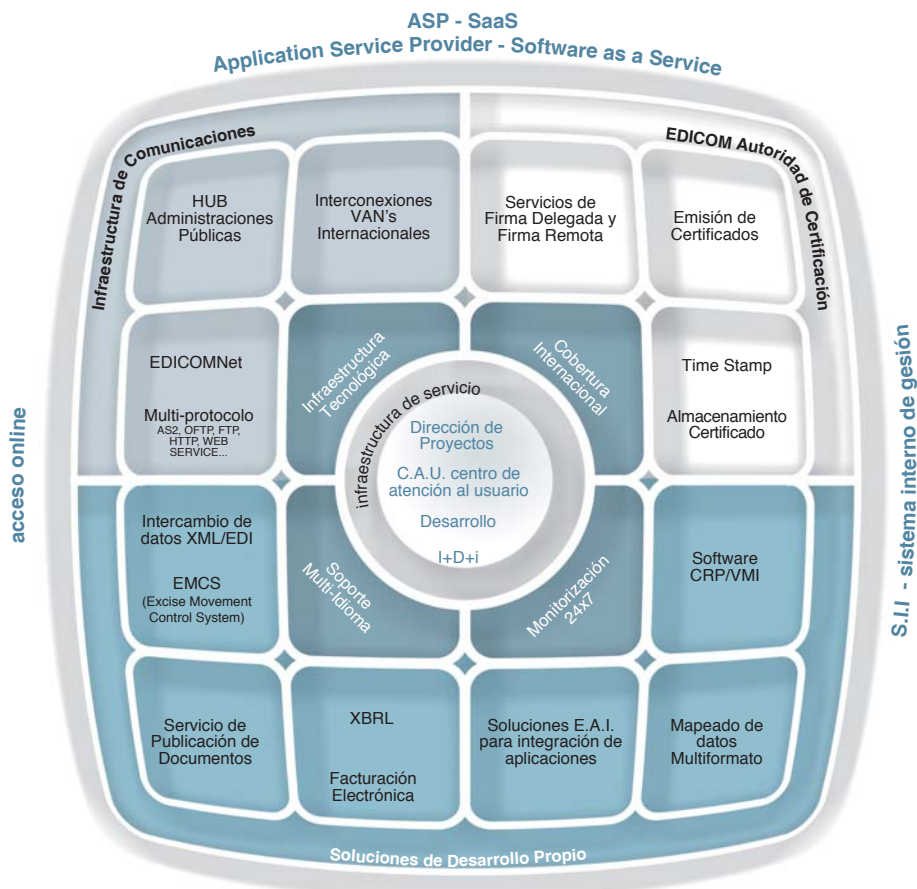 ASP - SaaS
Application Service Provider - Software as a Service
Infraestructura de Comunicaciones
EDICOM Autoridad de Certificación
HUB
Administraciones
Públicas
Interconexiones
VAN's
Internacionales
Servicios de
Firma Delegada y
Firma Remota
Emisión de
Certificados
EDICOMNet
Multi-protocolo
AS2, OFTP, FTP,
HTTP, WEB
SERVICE...
Infraestructura
Tecnológica
Cobertura
Internacional
Time Stamp
Almacenamiento
Certificado
infraestructura de servicio
Dirección de
Proyectos
C.A.U. centro de
atención al usuario
Desarrollo
I+D+i
acceso online
S.I.I - sistema interno de gesión
Intercambio de
datos XML/EDI
EMCS
(Excise Movement
Control System)
Soporte
Multi-Idioma
Monitorización
24x7
Software
CRP/VMI
Servicio de
Publicación de
Documentos
XBRL
Facturación
Electrónica
Soluciones E.A.I.
para integración de
aplicaciones
Mapeado de
datos
Multiformato
Soluciones de Desarrollo Propio